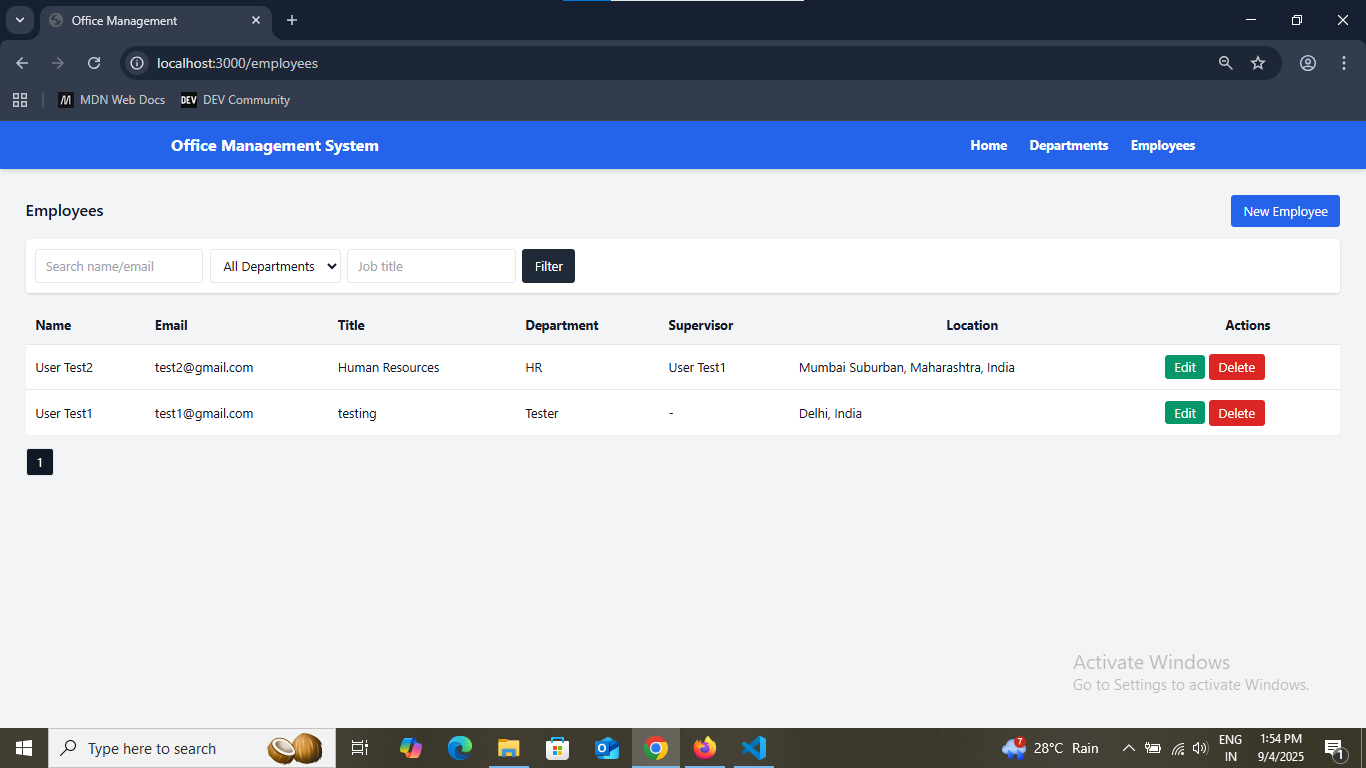 Office Management
localhost:3000/employees
MDN Web Docs DEV DEV Community
Office Management System Home Departments Employees
Employees New Employee
Search name/email All Departments Job title Filter
Name Email Title Department Supervisor Location Actions
User Test2 test2@gmail.com Human Resources HR User Test1 Mumbai Suburban, Maharashtra, India Edit Delete
User Test1 test1@gmail.com testing Tester - Delhi, India Edit Delete
1
Activate Windows
Go to Settings to activate Windows.
Type here to search 7 28°C Rain ENG 1:54 PM
IN 9/4/2025 1